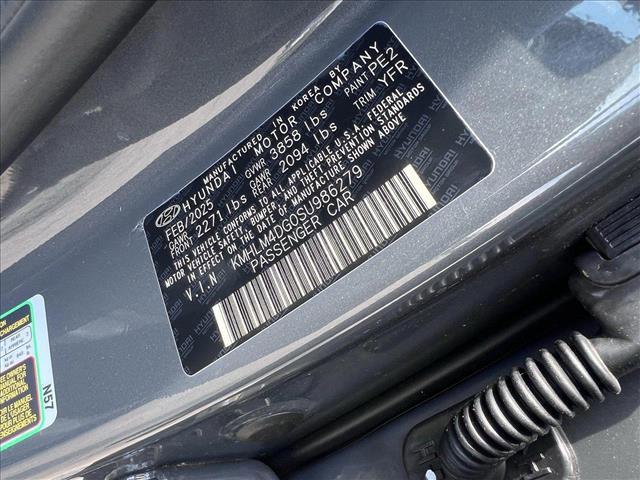 MANUFACTURED IN KOREA BY
HYUNDAI MOTOR COMPANY
FEB/2025 GVWR 3858 lbs PAINT PE2
GAWR FRONT 2271 lbs GAWR REAR 2094 lbs TRIM YFR
THIS VEHICLE CONFORMS TO ALL APPLICABLE U.S.A. FEDERAL
MOTOR VEHICLE SAFETY, BUMPER, AND THEFT PREVENTION STANDARDS
IN EFFECT ON THE DATE OF MANUFACTURE SHOWN ABOVE
V.I.N. KMHLM4DG0SU986279
PASSENGER CAR
HYUNDAI
N57